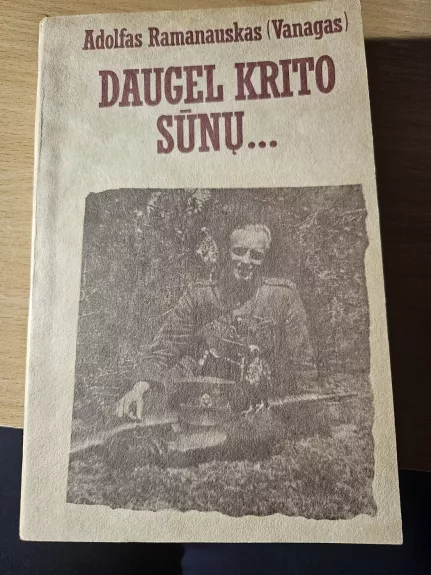 Adolfas Ramanauskas (Vanagas)
DAUGEL KRITO
SŪNŲ...